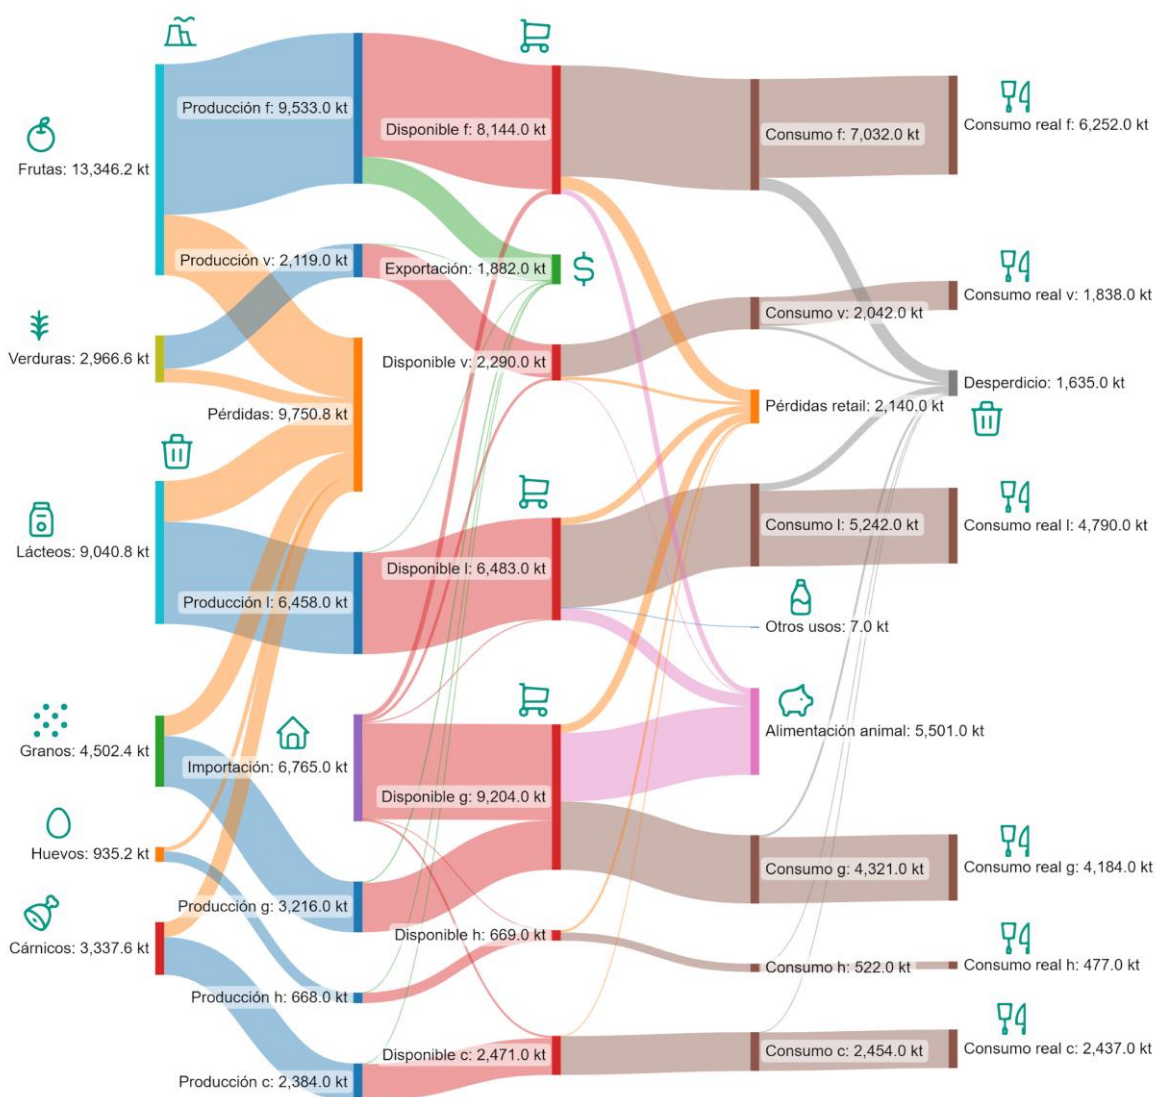 Frutas: 13,346.2 kt
Verduras: 2,966.6 kt
Lácteos: 9,040.8 kt
Granos: 4,502.4 kt
Huevos: 935.2 kt
Cárnicos: 3,337.6 kt
Producción f: 9,533.0 kt
Producción v: 2,119.0 kt
Pérdidas: 9,750.8 kt
Producción l: 6,458.0 kt
Importación: 6,765.0 kt
Producción g: 3,216.0 kt
Producción h: 668.0 kt
Producción c: 2,384.0 kt
Disponible f: 8,144.0 kt
Exportación: 1,882.0 kt
$
Disponible v: 2,290.0 kt
Disponible l: 6,483.0 kt
Disponible g: 9,204.0 kt
Disponible h: 669.0 kt
Disponible c: 2,471.0 kt
Consumo f: 7,032.0 kt
Consumo v: 2,042.0 kt
Pérdidas retail: 2,140.0 kt
Consumo l: 5,242.0 kt
Otros usos: 7.0 kt
Alimentación animal: 5,501.0 kt
Consumo g: 4,321.0 kt
Consumo h: 522.0 kt
Consumo c: 2,454.0 kt
Consumo real f: 6,252.0 kt
Consumo real v: 1,838.0 kt
Desperdicio: 1,635.0 kt
Consumo real l: 4,790.0 kt
Consumo real g: 4,184.0 kt
Consumo real h: 477.0 kt
Consumo real c: 2,437.0 kt